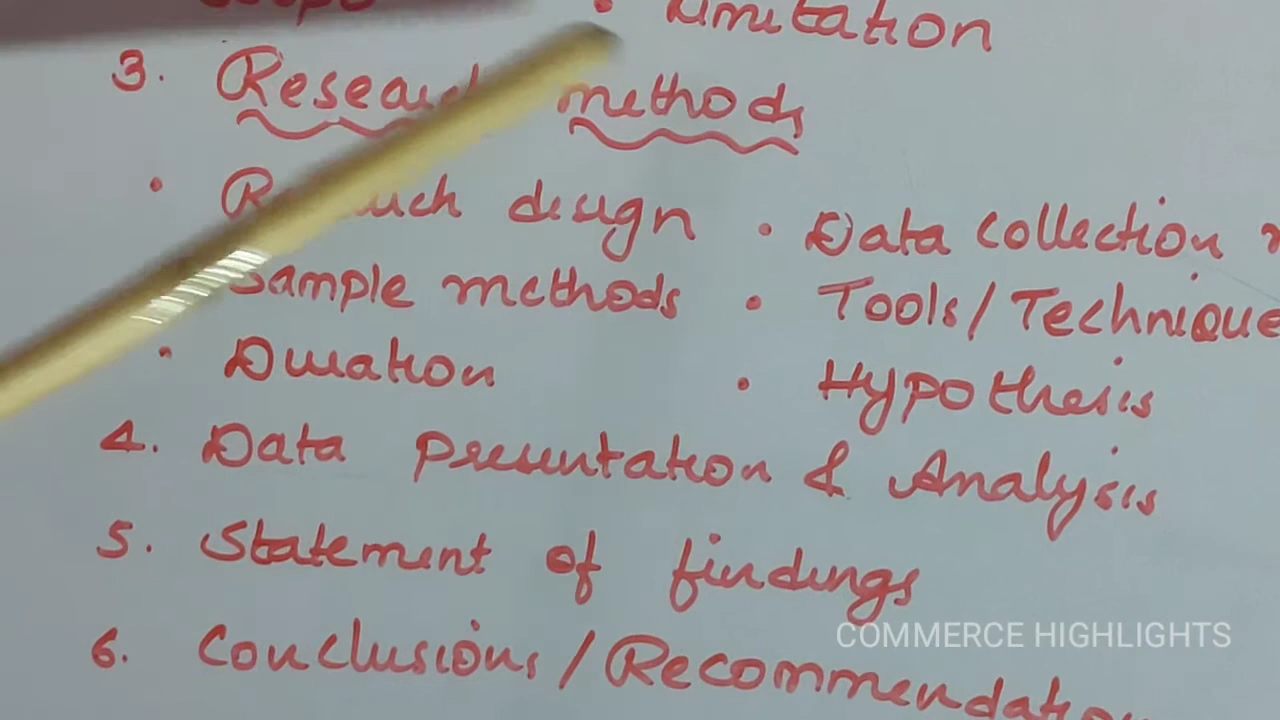 • Limitation
3. Research methods
• Research design • Data collection
Sample methods • Tools/Technique
• Duration • Hypothesis
4. Data presentation & Analysis
5. Statement of findings
COMMERCE HIGHLIGHTS
6. Conclusions/Recommendation